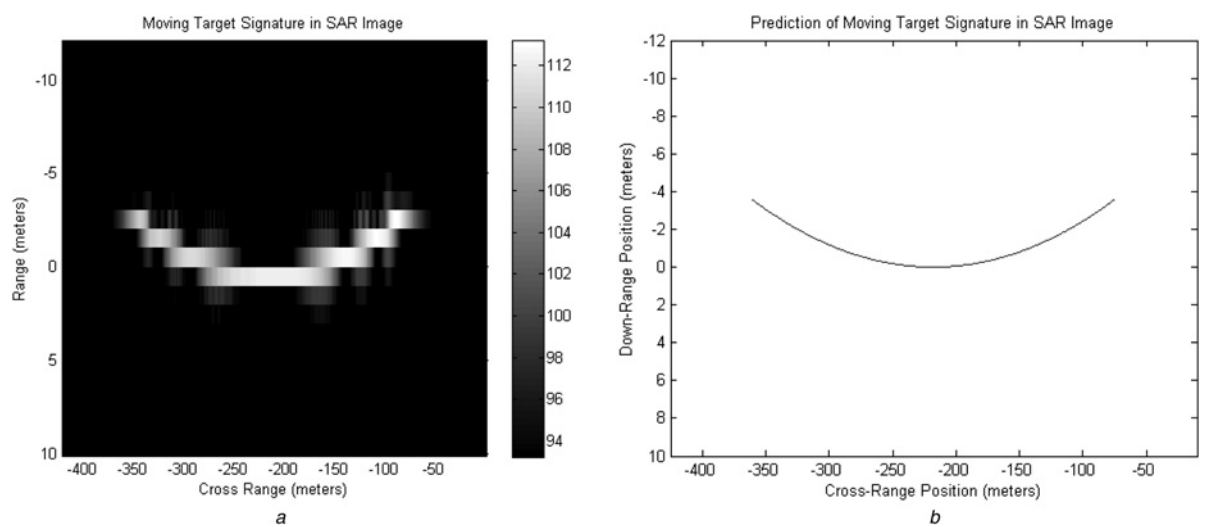 Moving Target Signature in SAR Image
-10
-5
0
5
10
Range (meters)
-400 -350 -300 -250 -200 -150 -100 -50
Cross Range (meters)
112
110
108
106
104
102
100
98
96
94
a
Prediction of Moving Target Signature in SAR Image
-12
-10
-8
-6
-4
-2
0
2
4
6
8
10
Down-Range Position (meters)
-400 -350 -300 -250 -200 -150 -100 -50
Cross-Range Position (meters)
b